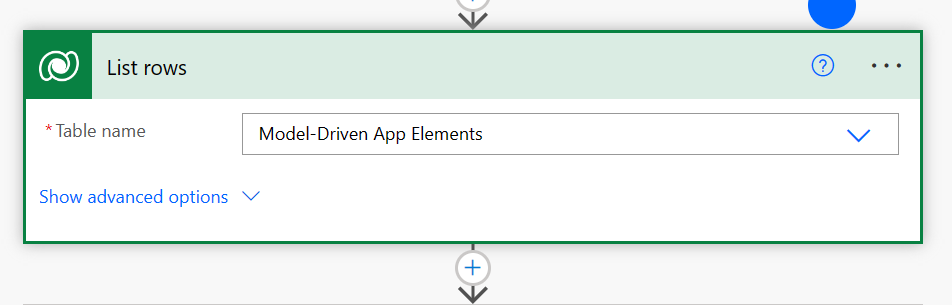 List rows
* Table name
Model-Driven App Elements
Show advanced options